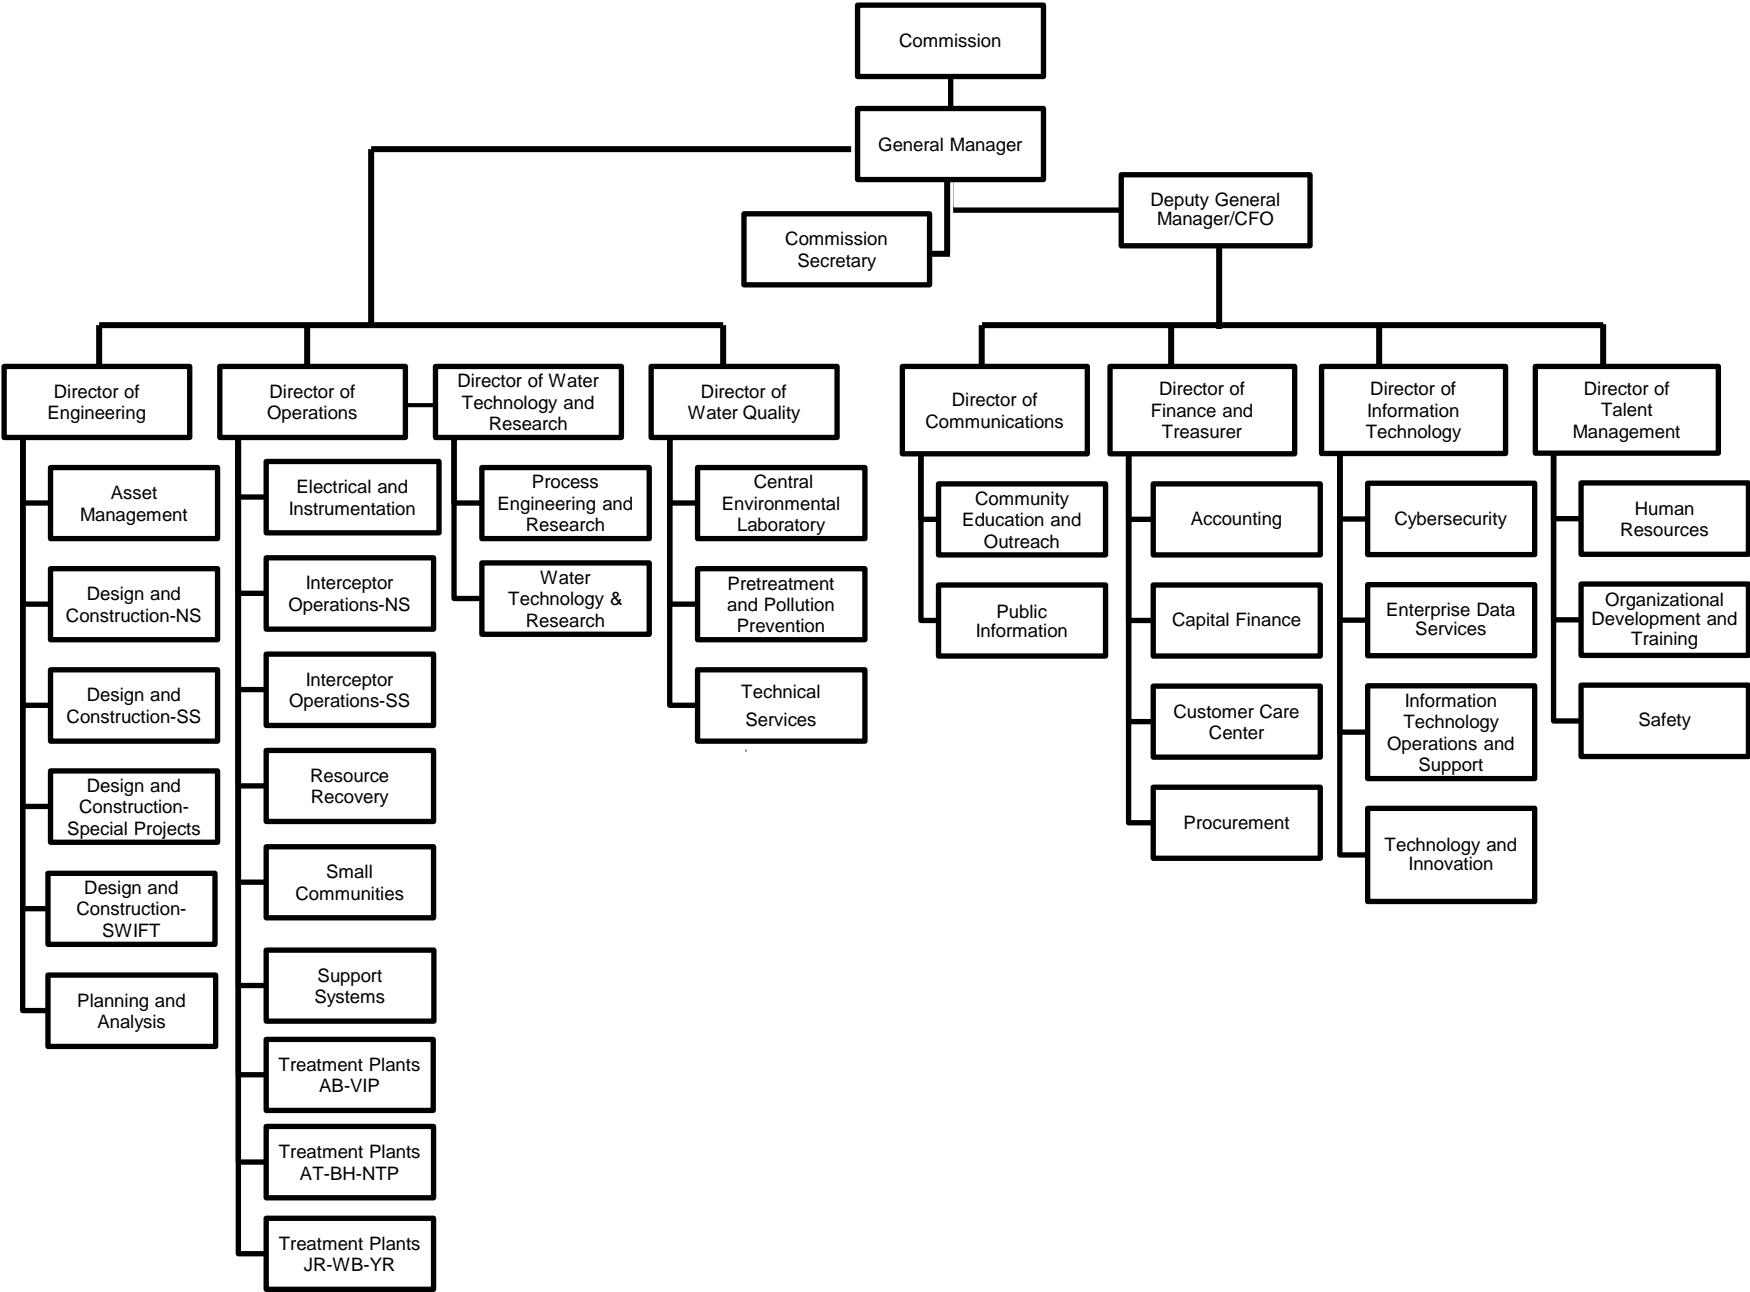 Commission
General Manager
Deputy General
Manager/CFO
Commission
Secretary
Director of
Engineering
Director of
Operations
Director of Water
Technology and
Research
Director of
Water Quality
Director of
Communications
Director of
Finance and
Treasurer
Director of
Information
Technology
Director of
Talent
Management
Asset
Management
Design and
Construction-NS
Design and
Construction-SS
Design and
Construction-
Special Projects
Design and
Construction-
SWIFT
Planning and
Analysis
Electrical and
Instrumentation
Interceptor
Operations-NS
Interceptor
Operations-SS
Resource
Recovery
Small
Communities
Support
Systems
Treatment Plants
AB-VIP
Treatment Plants
AT-BH-NTP
Treatment Plants
JR-WB-YR
Process
Engineering and
Research
Water
Technology &
Research
Central
Environmental
Laboratory
Pretreatment
and Pollution
Prevention
Technical
Services
Community
Education and
Outreach
Public
Information
Accounting
Capital Finance
Customer Care
Center
Procurement
Cybersecurity
Enterprise Data
Services
Information
Technology
Operations and
Support
Technology and
Innovation
Human
Resources
Organizational
Development and
Training
Safety